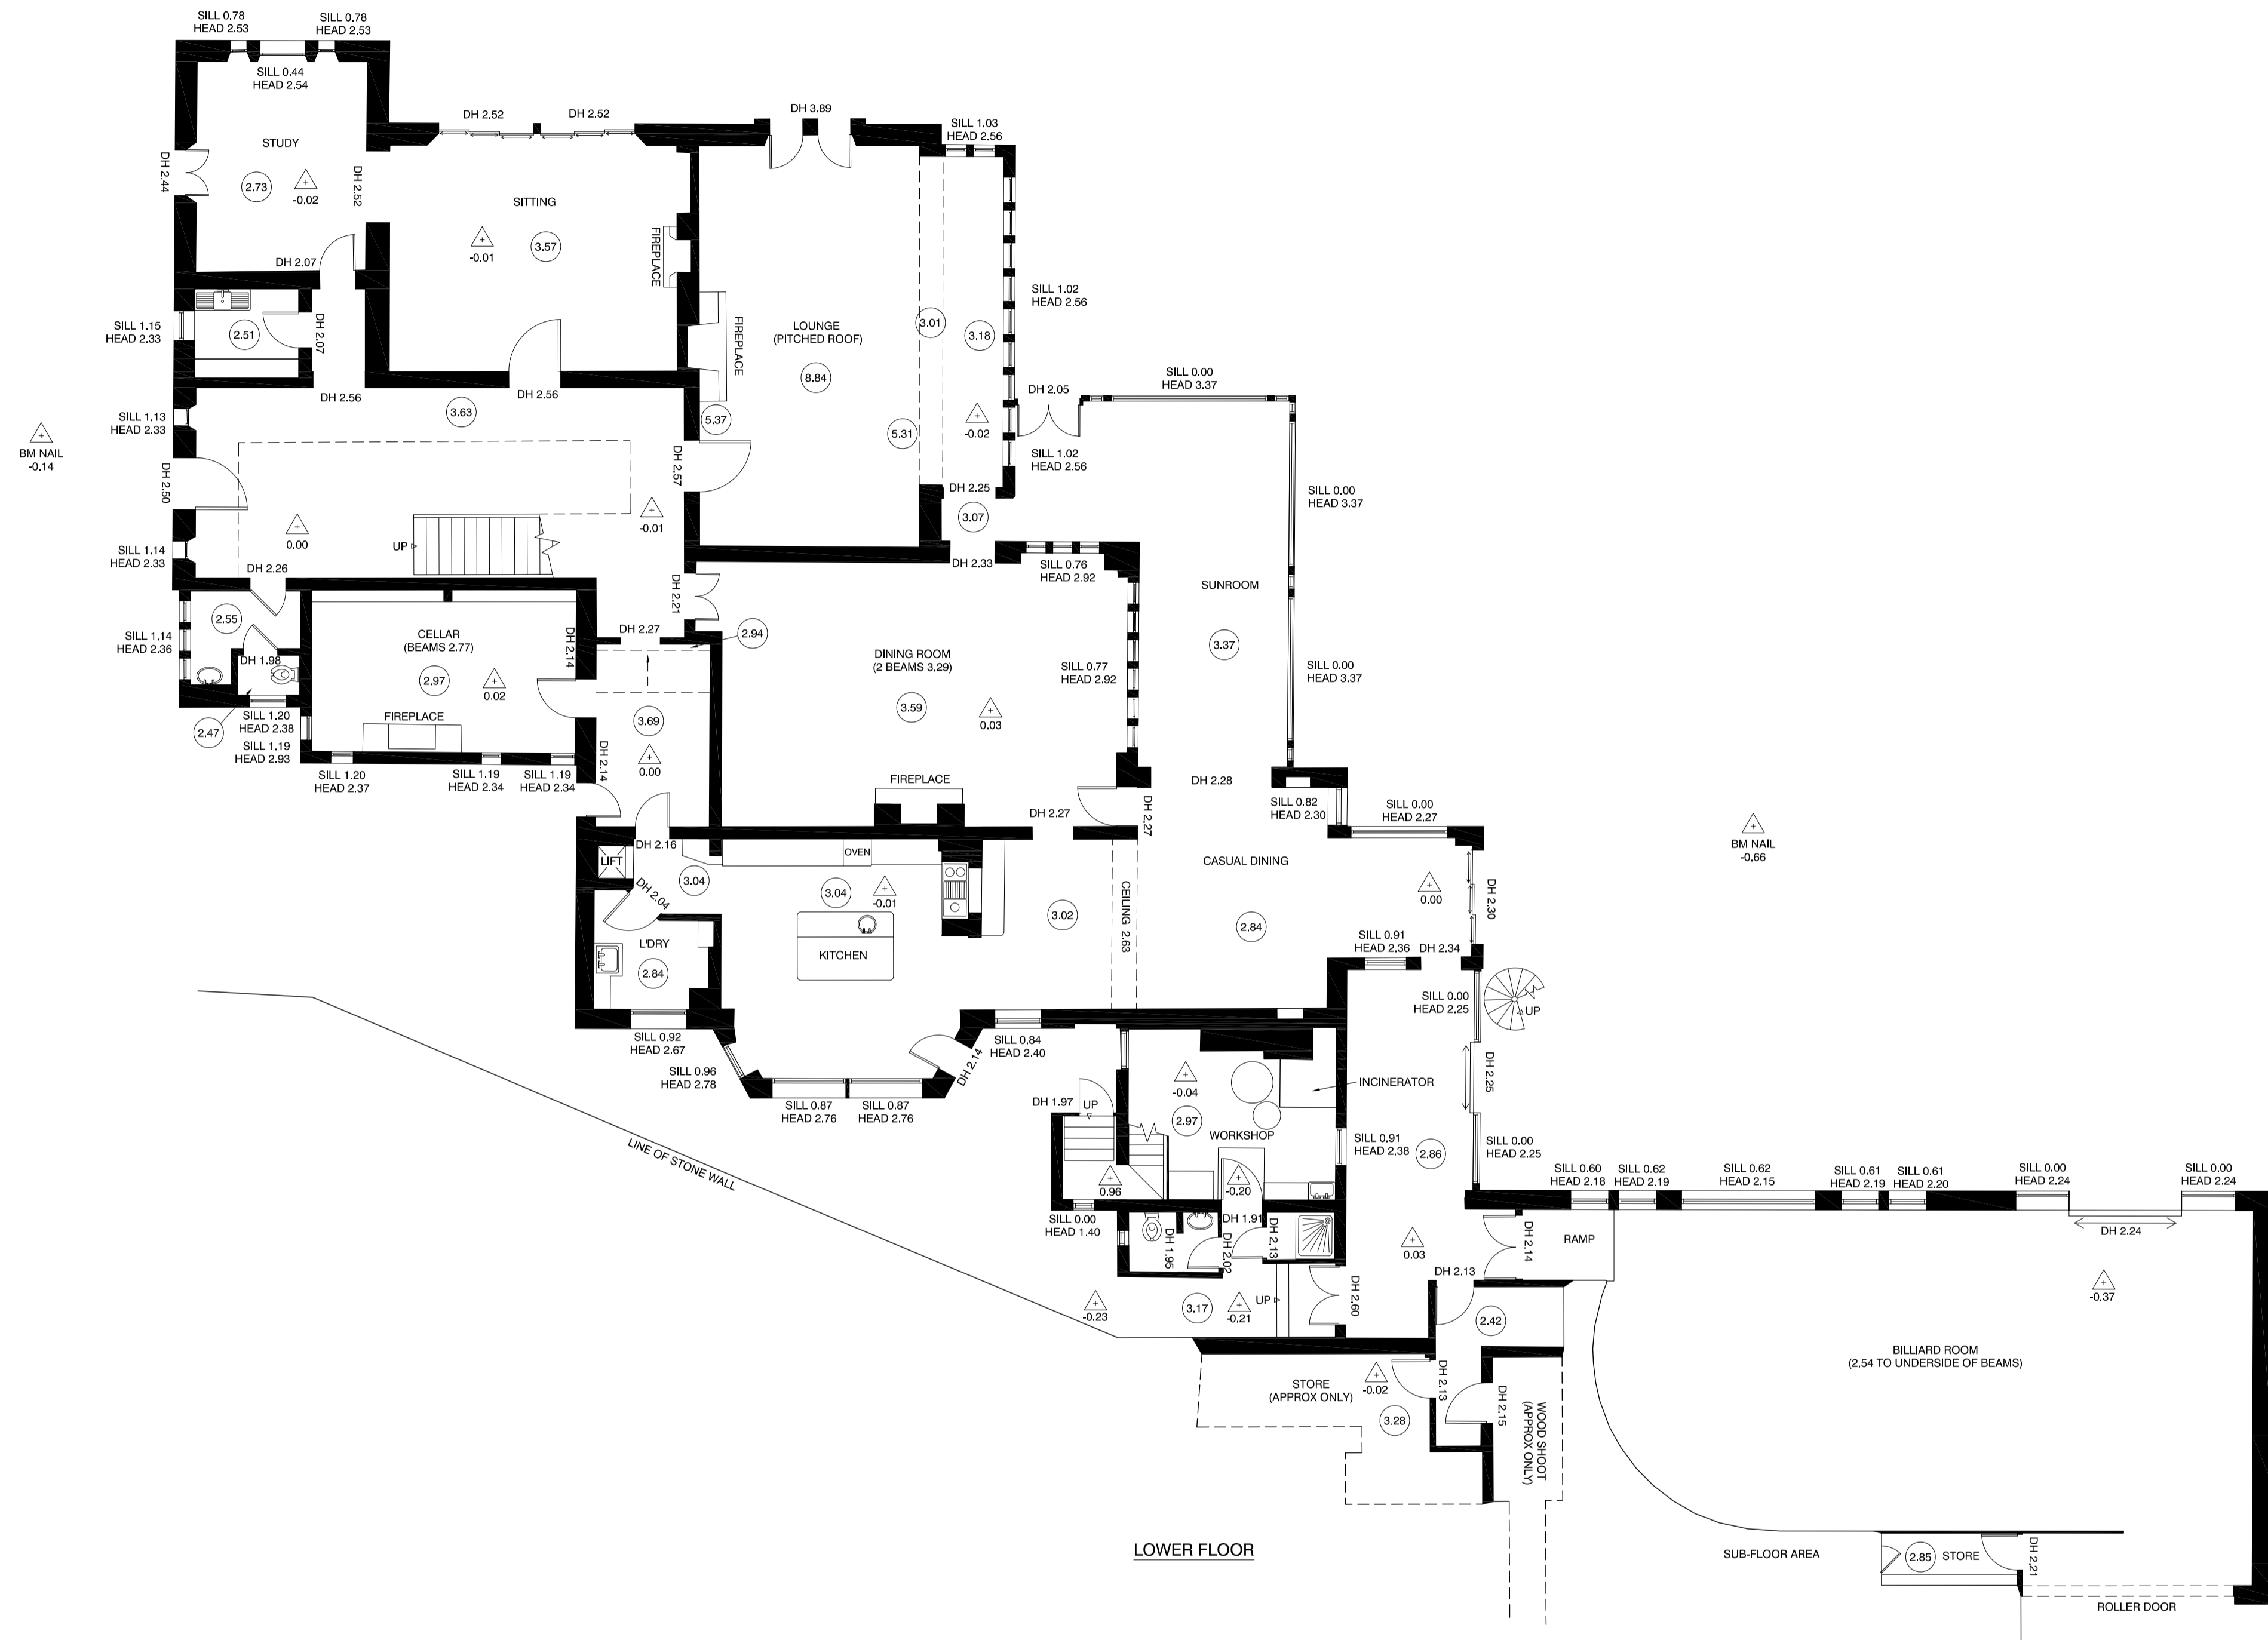 SILL 0.78
HEAD 2.53
SILL 0.78
HEAD 2.53
SILL 0.44
HEAD 2.54
STUDY
DH 2.44
2.73
-0.02
DH 2.52
DH 2.07
DH 2.52
DH 2.52
SITTING
-0.01
3.57
FIREPLACE
DH 3.89
SILL 1.03
HEAD 2.56
LOUNGE
(PITCHED ROOF)
8.84
FIREPLACE
3.01
3.18
SILL 1.02
HEAD 2.56
5.37
5.31
-0.02
DH 2.05
SILL 1.02
HEAD 2.56
DH 2.25
3.07
SILL 0.00
HEAD 3.37
SILL 0.00
HEAD 3.37
SILL 0.00
HEAD 3.37
SUNROOM
3.37
SILL 1.15
HEAD 2.33
2.51
DH 2.07
DH 2.56
3.63
DH 2.56
SILL 1.13
HEAD 2.33
BM NAIL
-0.14
DH 2.50
DH 2.57
-0.01
0.00
UP
SILL 1.14
HEAD 2.33
DH 2.26
2.55
SILL 1.14
HEAD 2.36
DH 1.98
2.47
SILL 1.20
HEAD 2.38
SILL 1.19
HEAD 2.93
CELLAR
(BEAMS 2.77)
2.97
0.02
FIREPLACE
DH 2.14
SILL 1.20
HEAD 2.37
SILL 1.19
HEAD 2.34
SILL 1.19
HEAD 2.34
DH 2.21
DH 2.27
2.94
3.69
0.00
DH 2.14
DH 2.33
SILL 0.76
HEAD 2.92
DINING ROOM
(2 BEAMS 3.29)
SILL 0.77
HEAD 2.92
3.59
0.03
FIREPLACE
DH 2.27
DH 2.27
DH 2.28
SILL 0.82
HEAD 2.30
SILL 0.00
HEAD 2.27
BM NAIL
-0.66
LIFT
DH 2.16
OVEN
3.04
3.04
-0.01
DH 2.04
L'DRY
2.84
KITCHEN
3.02
CEILING 2.63
CASUAL DINING
2.84
0.00
DH 2.30
SILL 0.91
HEAD 2.36
DH 2.34
SILL 0.00
HEAD 2.25
UP
SILL 0.92
HEAD 2.67
SILL 0.96
HEAD 2.78
SILL 0.87
HEAD 2.76
SILL 0.87
HEAD 2.76
DH 2.14
SILL 0.84
HEAD 2.40
LINE OF STONE WALL
DH 1.97
UP
-0.04
2.97
WORKSHOP
INCINERATOR
DH 2.25
SILL 0.91
HEAD 2.38
2.86
SILL 0.00
HEAD 2.25
0.96
-0.20
SILL 0.00
HEAD 1.40
DH 1.95
DH 1.91
DH 2.02
DH 2.13
-0.23
3.17
-0.21
UP
DH 2.60
0.03
DH 2.13
DH 2.14
RAMP
2.42
SILL 0.60
HEAD 2.18
SILL 0.62
HEAD 2.19
SILL 0.62
HEAD 2.15
SILL 0.61
HEAD 2.19
SILL 0.61
HEAD 2.20
SILL 0.00
HEAD 2.24
SILL 0.00
HEAD 2.24
DH 2.24
-0.37
BILLIARD ROOM
(2.54 TO UNDERSIDE OF BEAMS)
STORE
(APPROX ONLY)
-0.02
3.28
DH 2.13
DH 2.15
WOOD SHOOT
(APPROX ONLY)
LOWER FLOOR
SUB-FLOOR AREA
2.85
STORE
DH 2.21
ROLLER DOOR